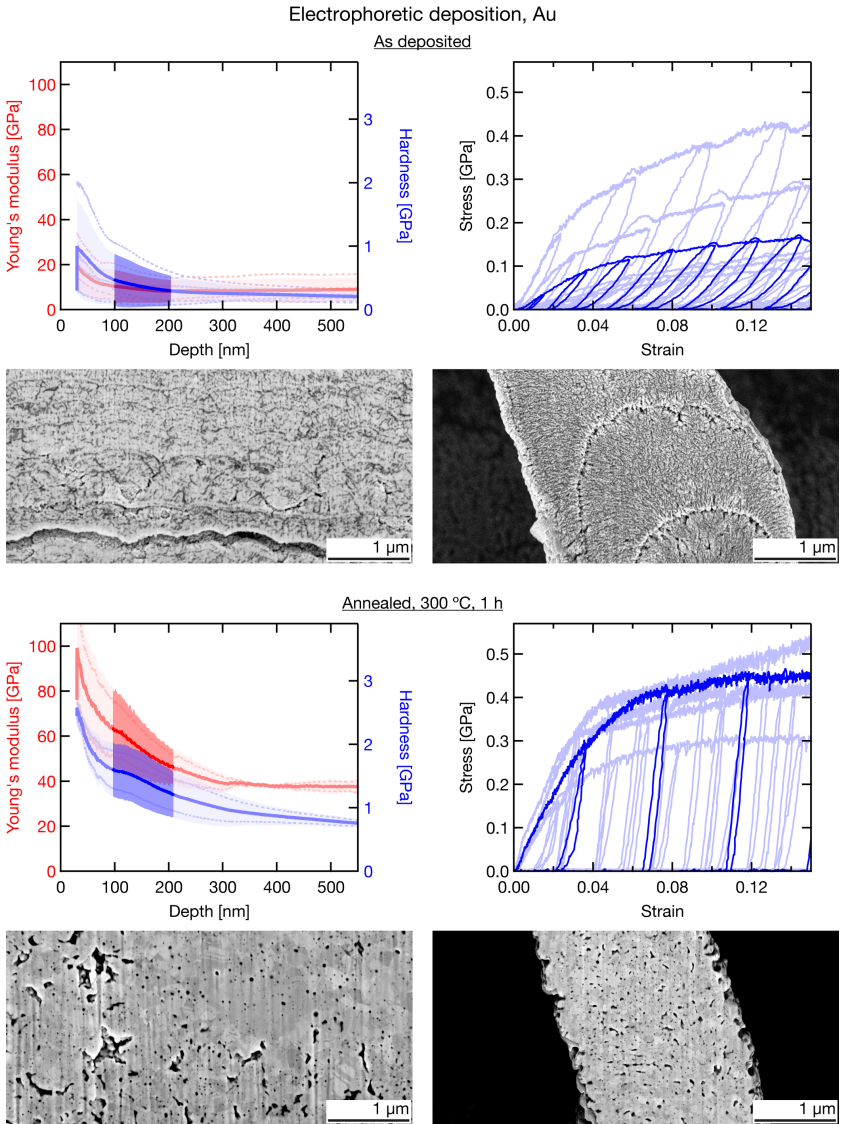 Electrophoretic deposition, Au
As deposited
Young's modulus [GPa]
100
80
60
40
20
0
3
2
1
0
Hardness [GPa]
0 100 200 300 400 500
Depth [nm]
Stress [GPa]
0.5
0.4
0.3
0.2
0.1
0.0
0.00 0.04 0.08 0.12
Strain
1 µm
1 µm
Annealed, 300 ºC, 1 h
Young's modulus [GPa]
100
80
60
40
20
0
3
2
1
0
Hardness [GPa]
0 100 200 300 400 500
Depth [nm]
Stress [GPa]
0.5
0.4
0.3
0.2
0.1
0.0
0.00 0.04 0.08 0.12
Strain
1 µm
1 µm